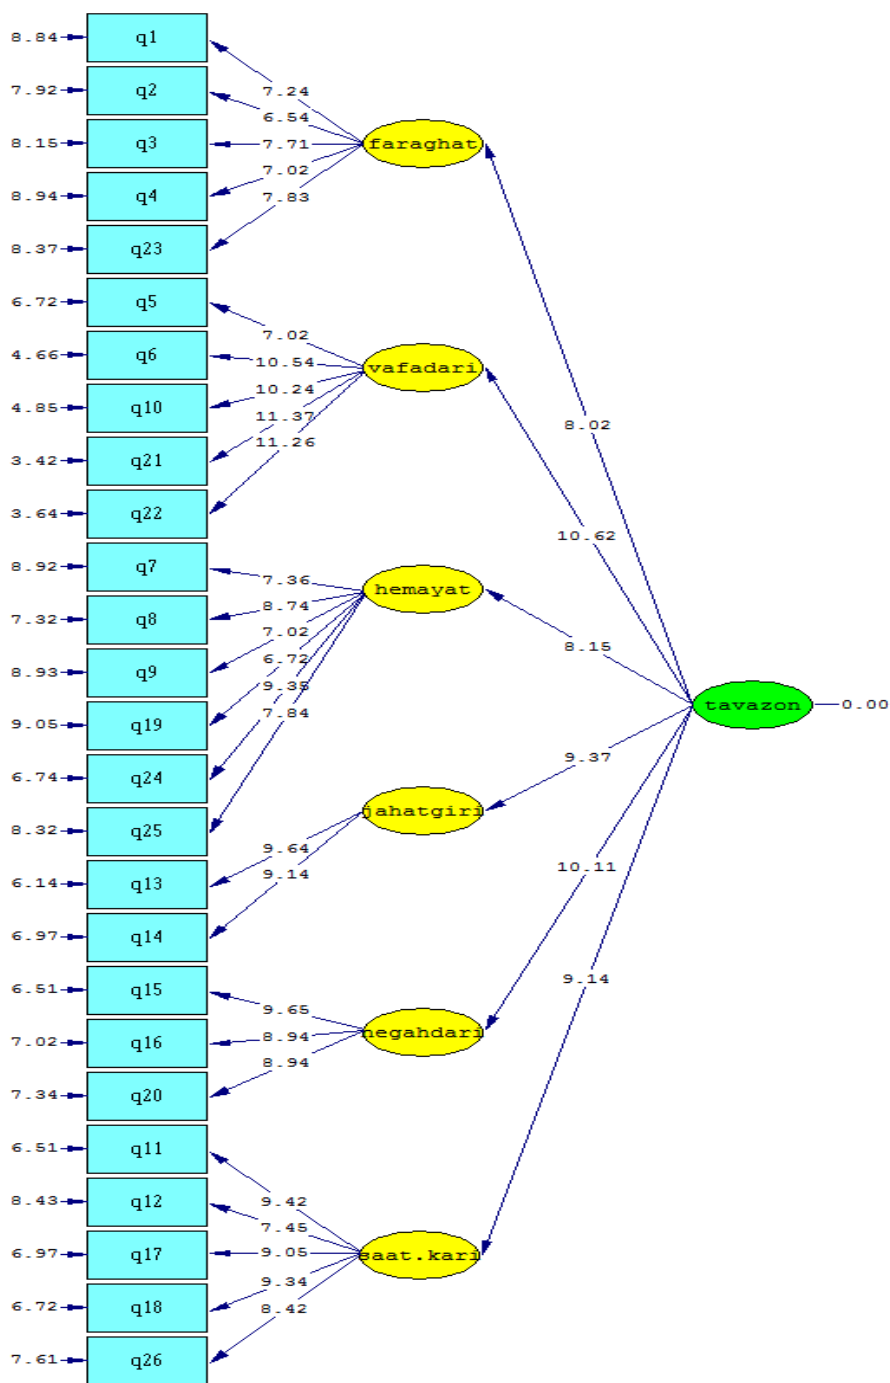 8.84 q1
7.24
7.92 q2
6.54
8.15 q3
7.71
faraghat
8.94 q4
7.02
7.83
8.37 q23
6.72 q5
7.02
4.66 q6
10.54
vafadari
4.85 q10
10.24
11.37
8.02
11.26
3.42 q21
3.64 q22
10.62
8.92 q7
7.36
hemayat
8.74
7.32 q8
7.02
8.15
6.72
8.93 q9
9.35
tavazon 0.00
7.84
9.05 q19
9.37
6.74 q24
jahatgiri
8.32 q25
9.64
10.11
6.14 q13
9.14
6.97 q14
9.14
6.51 q15
9.65
negahdari
7.02 q16
8.94
8.94
7.34 q20
6.51 q11
9.42
8.43 q12
7.45
6.97 q17
9.05
saat.kari
9.34
6.72 q18
8.42
7.61 q26